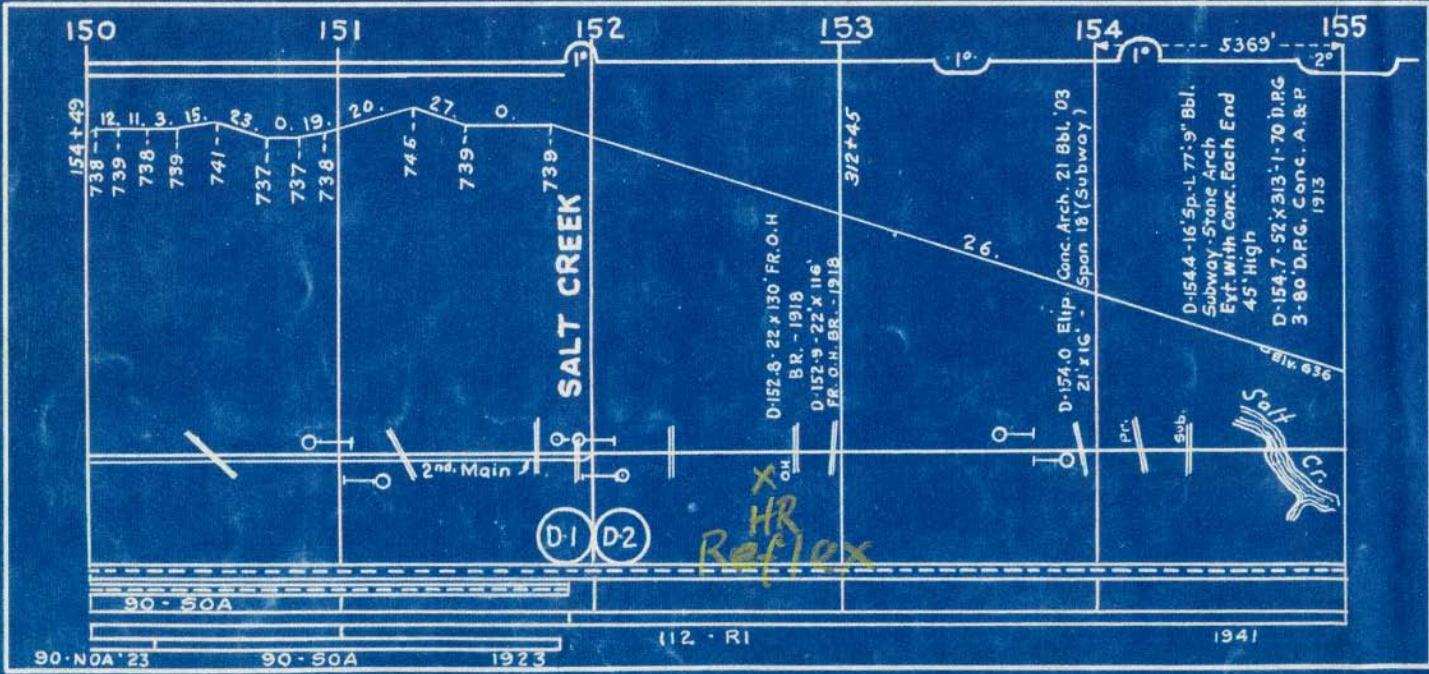 150 151 152 153 154 155
1° 1° 1° 5369' 2°
154+49
12. 11. 3. 15. 23. 0. 19. 20. 27. 0.
738 739 738 739 741 737 737 738 745 739 739
SALT CREEK
312+45
26.
Elv. 636
D-152.8-22 x 130' FR.O.H
BR.-1918
D-152.9-22' X 116'
FR.O.H.BR.-1918
D-154.0 Elip. Conc. Arch. 21 Bbl. '03
21' x 16' - Span 18' (Subway)
D-154.4-16' Sp.-L 77'-9" Bbl.
Subway-Stone Arch
Ext. With Conc. Each End
45' High
D-154.7-52' X 313'-1-70' D.P.G
3-80' D.P.G. Conc. A & P
1913
2nd. Main
OH
Pr.
Sub.
Salt Cr.
D-1 D-2
X
HR
Reflex
90-SOA
112-RI 1941
90-NOA'23 90-SOA 1923